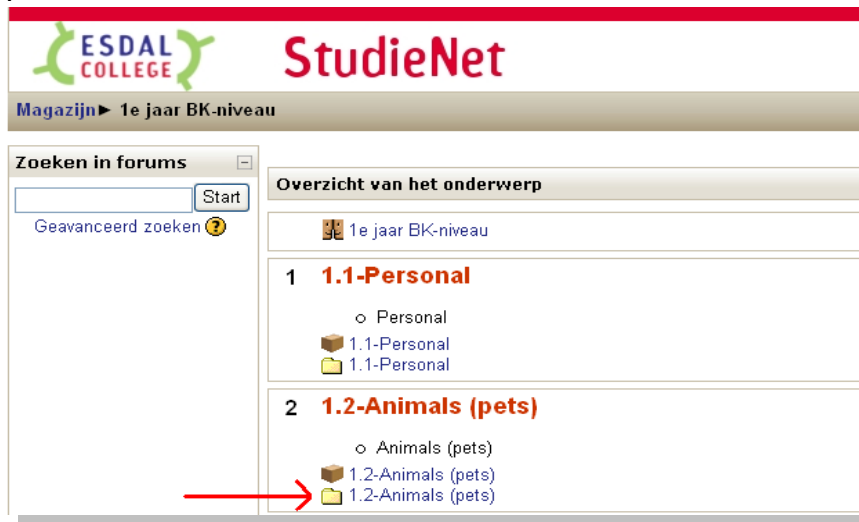 ESDAL
COLLEGE
StudieNet
Magazijn► 1e jaar BK-niveau
Zoeken in forums
Start
Geavanceerd zoeken ?
Overzicht van het onderwerp
1e jaar BK-niveau
1 1.1-Personal
o Personal
1.1-Personal
1.1-Personal
2 1.2-Animals (pets)
o Animals (pets)
1.2-Animals (pets)
1.2-Animals (pets)